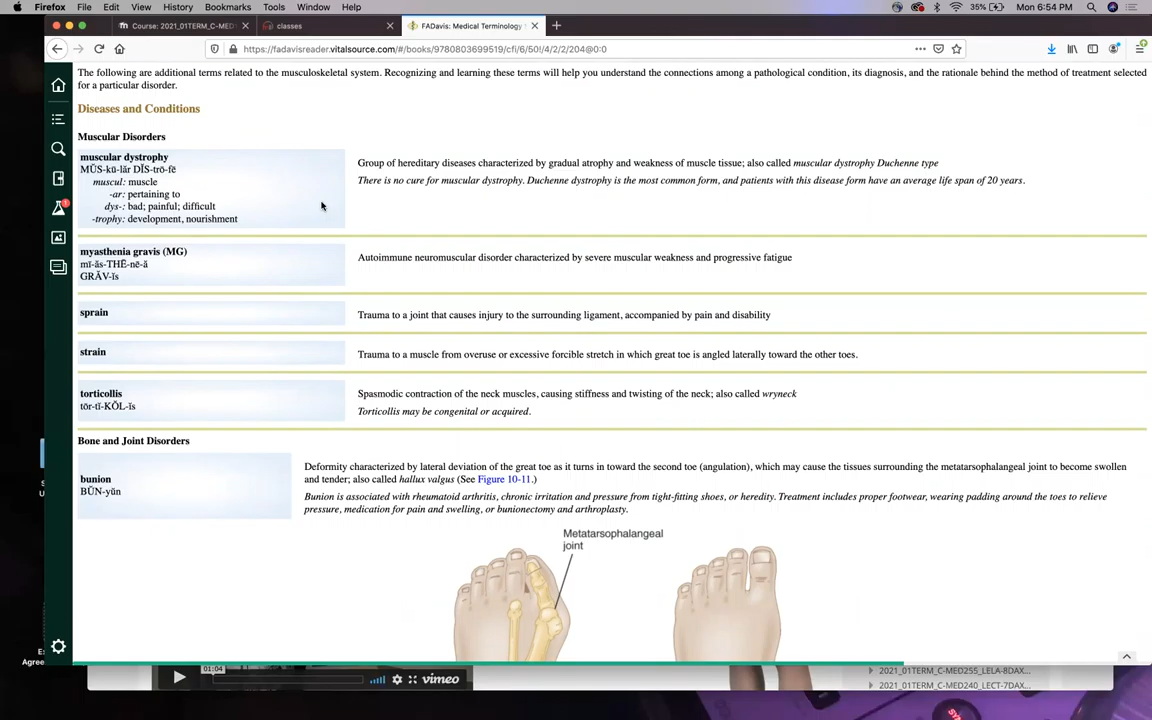 Firefox File Edit View History Bookmarks Tools Window Help 35% Mon 6:54 PM
Course: 2021_01TERM_C-MED classes FADavis: Medical Terminology
https://fadavisreader.vitalsource.com/#/books/9780803699519/cfi/6/50!/4/2/2/204@0:0
The following are additional terms related to the musculoskeletal system. Recognizing and learning these terms will help you understand the connections among a pathological condition, its diagnosis, and the rationale behind the method of treatment selected
for a particular disorder.
Diseases and Conditions
Muscular Disorders
muscular dystrophy
MŬS-kū-lăr DĬS-trō-fē
muscul: muscle
-ar: pertaining to
dys-: bad; painful; difficult
-trophy: development, nourishment
Group of hereditary diseases characterized by gradual atrophy and weakness of muscle tissue; also called muscular dystrophy Duchenne type
There is no cure for muscular dystrophy. Duchenne dystrophy is the most common form, and patients with this disease form have an average life span of 20 years.
myasthenia gravis (MG)
mī-ăs-THĒ-nē-ă
GRĂV-ĭs
Autoimmune neuromuscular disorder characterized by severe muscular weakness and progressive fatigue
sprain
Trauma to a joint that causes injury to the surrounding ligament, accompanied by pain and disability
strain
Trauma to a muscle from overuse or excessive forcible stretch in which great toe is angled laterally toward the other toes.
torticollis
tōr-tĭ-KŎL-ĭs
Spasmodic contraction of the neck muscles, causing stiffness and twisting of the neck; also called wryneck
Torticollis may be congenital or acquired.
Bone and Joint Disorders
bunion
BŬN-yŭn
Deformity characterized by lateral deviation of the great toe as it turns in toward the second toe (angulation), which may cause the tissues surrounding the metatarsophalangeal joint to become swollen
and tender; also called hallux valgus (See Figure 10-11.)
Bunion is associated with rheumatoid arthritis, chronic irritation and pressure from tight-fitting shoes, or heredity. Treatment includes proper footwear, wearing padding around the toes to relieve
pressure, medication for pain and swelling, or bunionectomy and arthroplasty.
Metatarsophalangeal
joint
Agree
01:04
vimeo
2021_01TERM_C-MED255_LELA-8DAX...
2021_01TERM_C-MED240_LECT-7DAX...